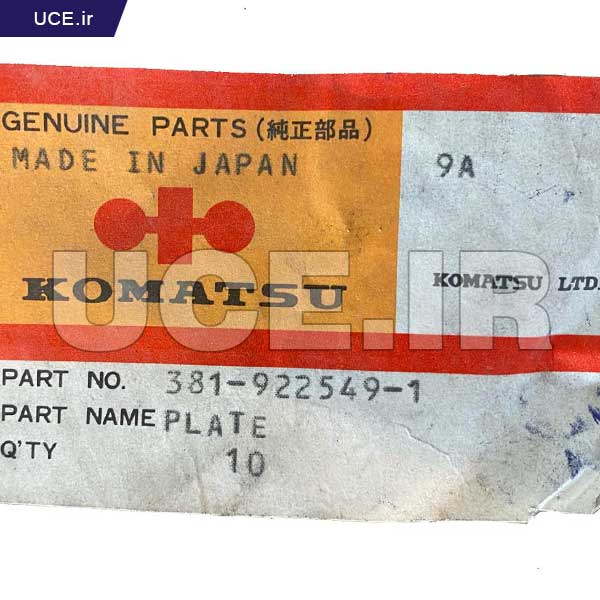 UCE.ir
GENUINE PARTS (純正部品)
MADE IN JAPAN
9A
KOMATSU
KOMATSU LTD.
UCE.IR
PART NO. 381-922549-1
PART NAME PLATE
Q'TY 10